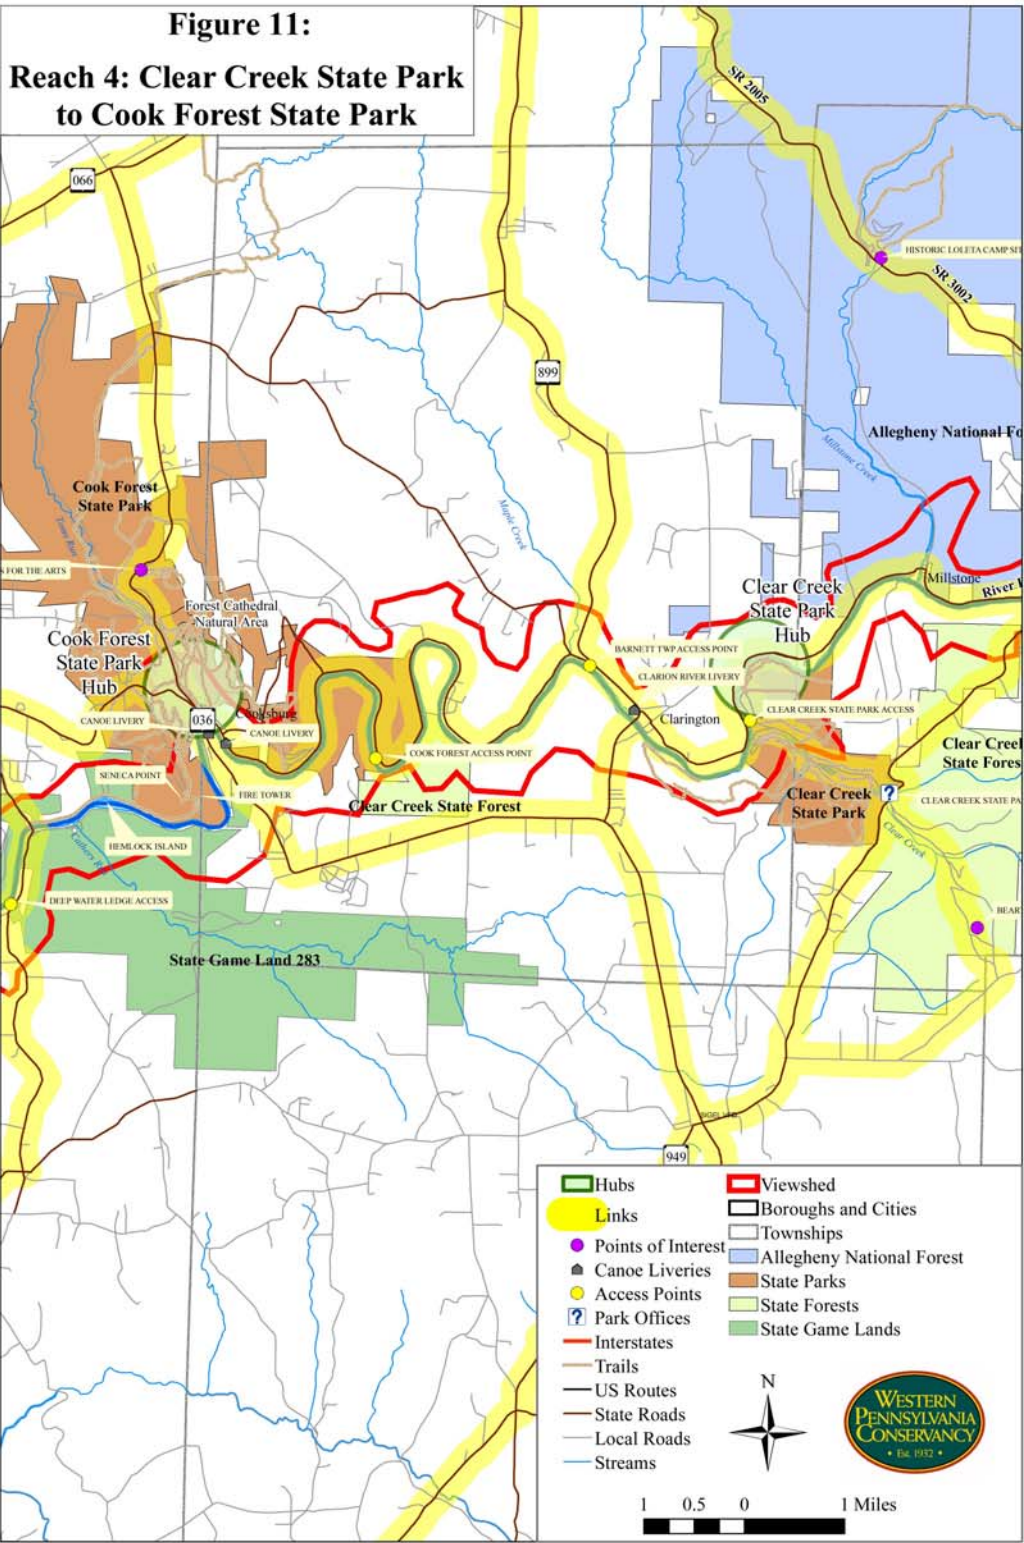 Figure 11:
Reach 4: Clear Creek State Park
to Cook Forest State Park
SR 2005
066
HISTORIC LOLETA CAMP
SR 3002
899
Allegheny National Fo
Millstone Creek
Cook Forest
State Park
Maple Creek
Toms Run
S FOR THE ARTS
Millstone
River
Clear Creek
State Park
Hub
Forest Cathedral
Natural Area
Cook Forest
State Park
Hub
BARNETT TWP ACCESS POINT
CLARION RIVER LIVERY
CLEAR CREEK STATE PARK ACCESS
Clarington
036
Cooksburg
CANOE LIVERY
CANOE LIVERY
COOK FOREST ACCESS POINT
Clear Creek
State Fores
SENECA POINT
FIRE TOWER
Clear Creek State Forest
Clear Creek
State Park
?
CLEAR CREEK STATE PA
Clear Creek
HEMLOCK ISLAND
DEEP WATER LEDGE ACCESS
BEAR
State Game Land 283
949
Hubs
Links
Points of Interest
Canoe Liveries
Access Points
? Park Offices
Interstates
Trails
US Routes
State Roads
Local Roads
Streams
Viewshed
Boroughs and Cities
Townships
Allegheny National Forest
State Parks
State Forests
State Game Lands
N
WESTERN
PENNSYLVANIA
CONSERVANCY
• Est. 1932 •
1 0.5 0 1 Miles